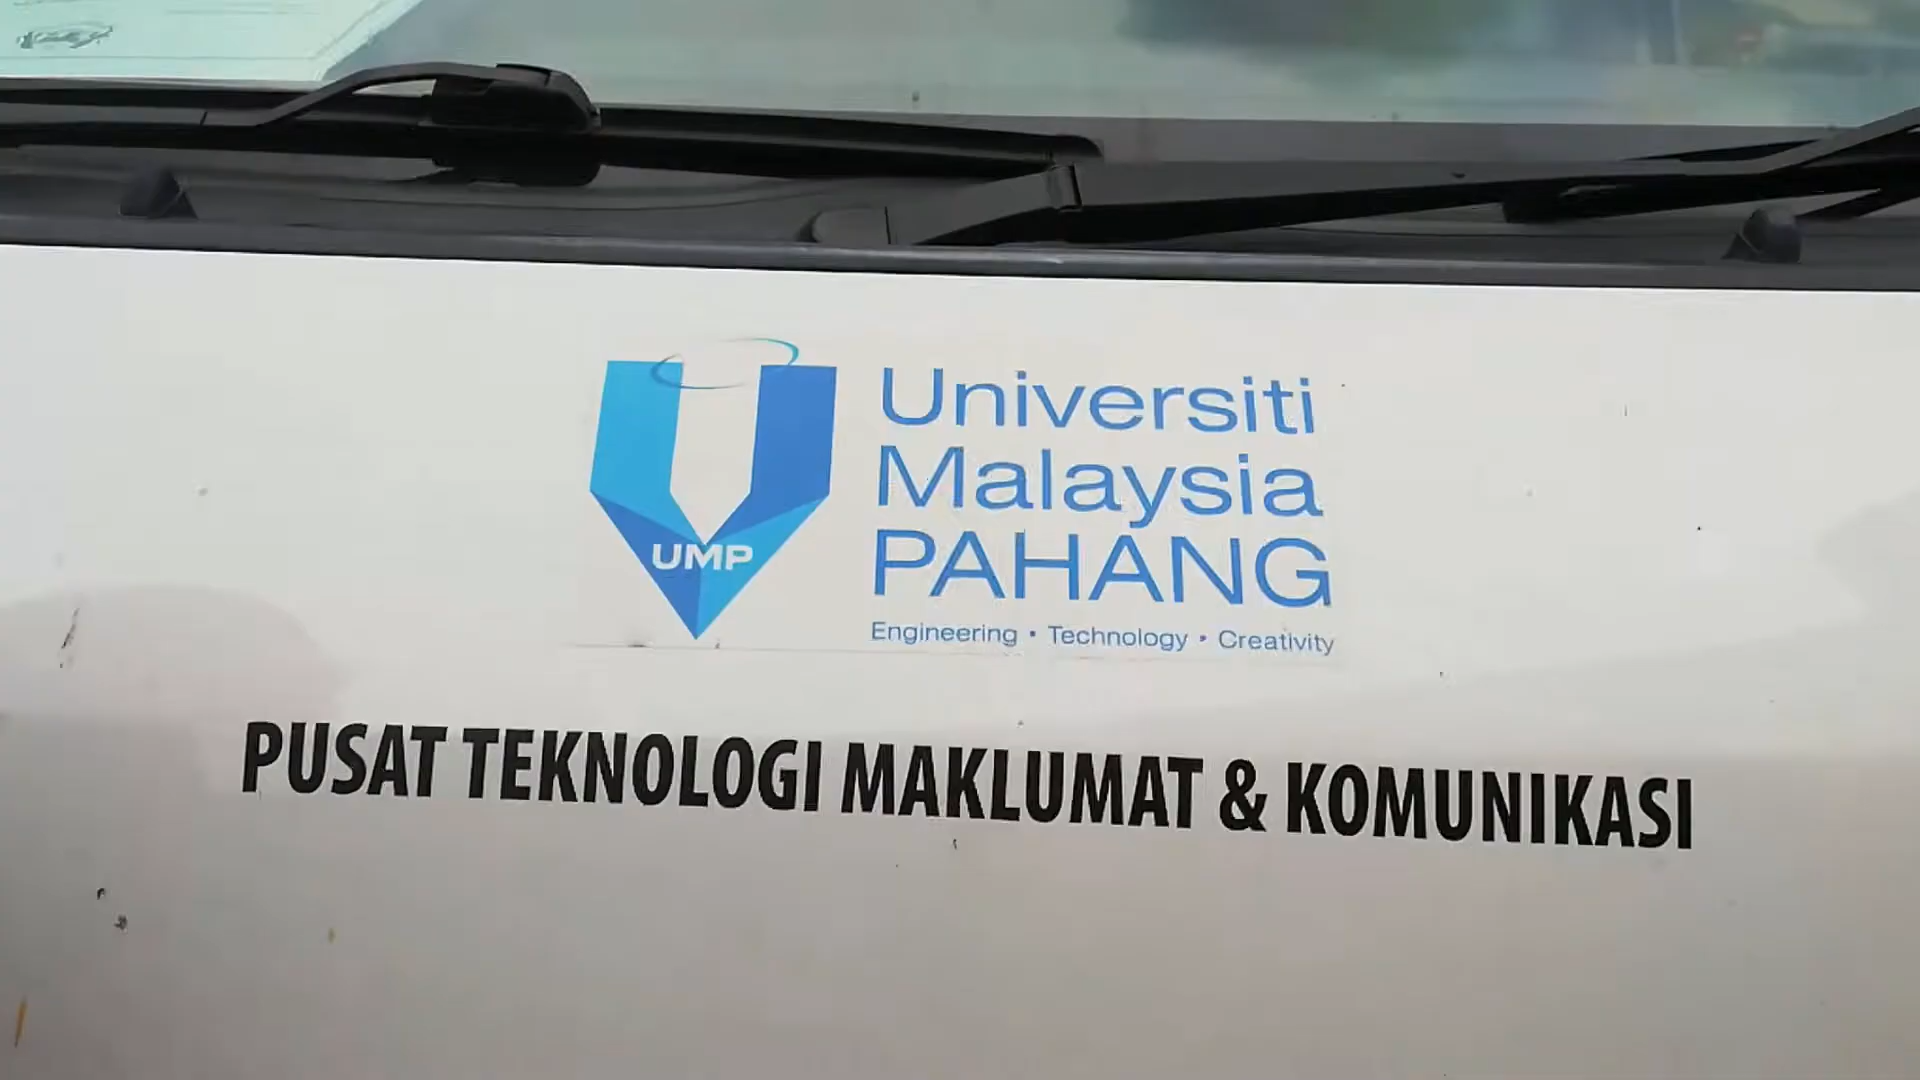 UMP
Universiti
Malaysia
PAHANG
Engineering • Technology • Creativity
PUSAT TEKNOLOGI MAKLUMAT & KOMUNIKASI